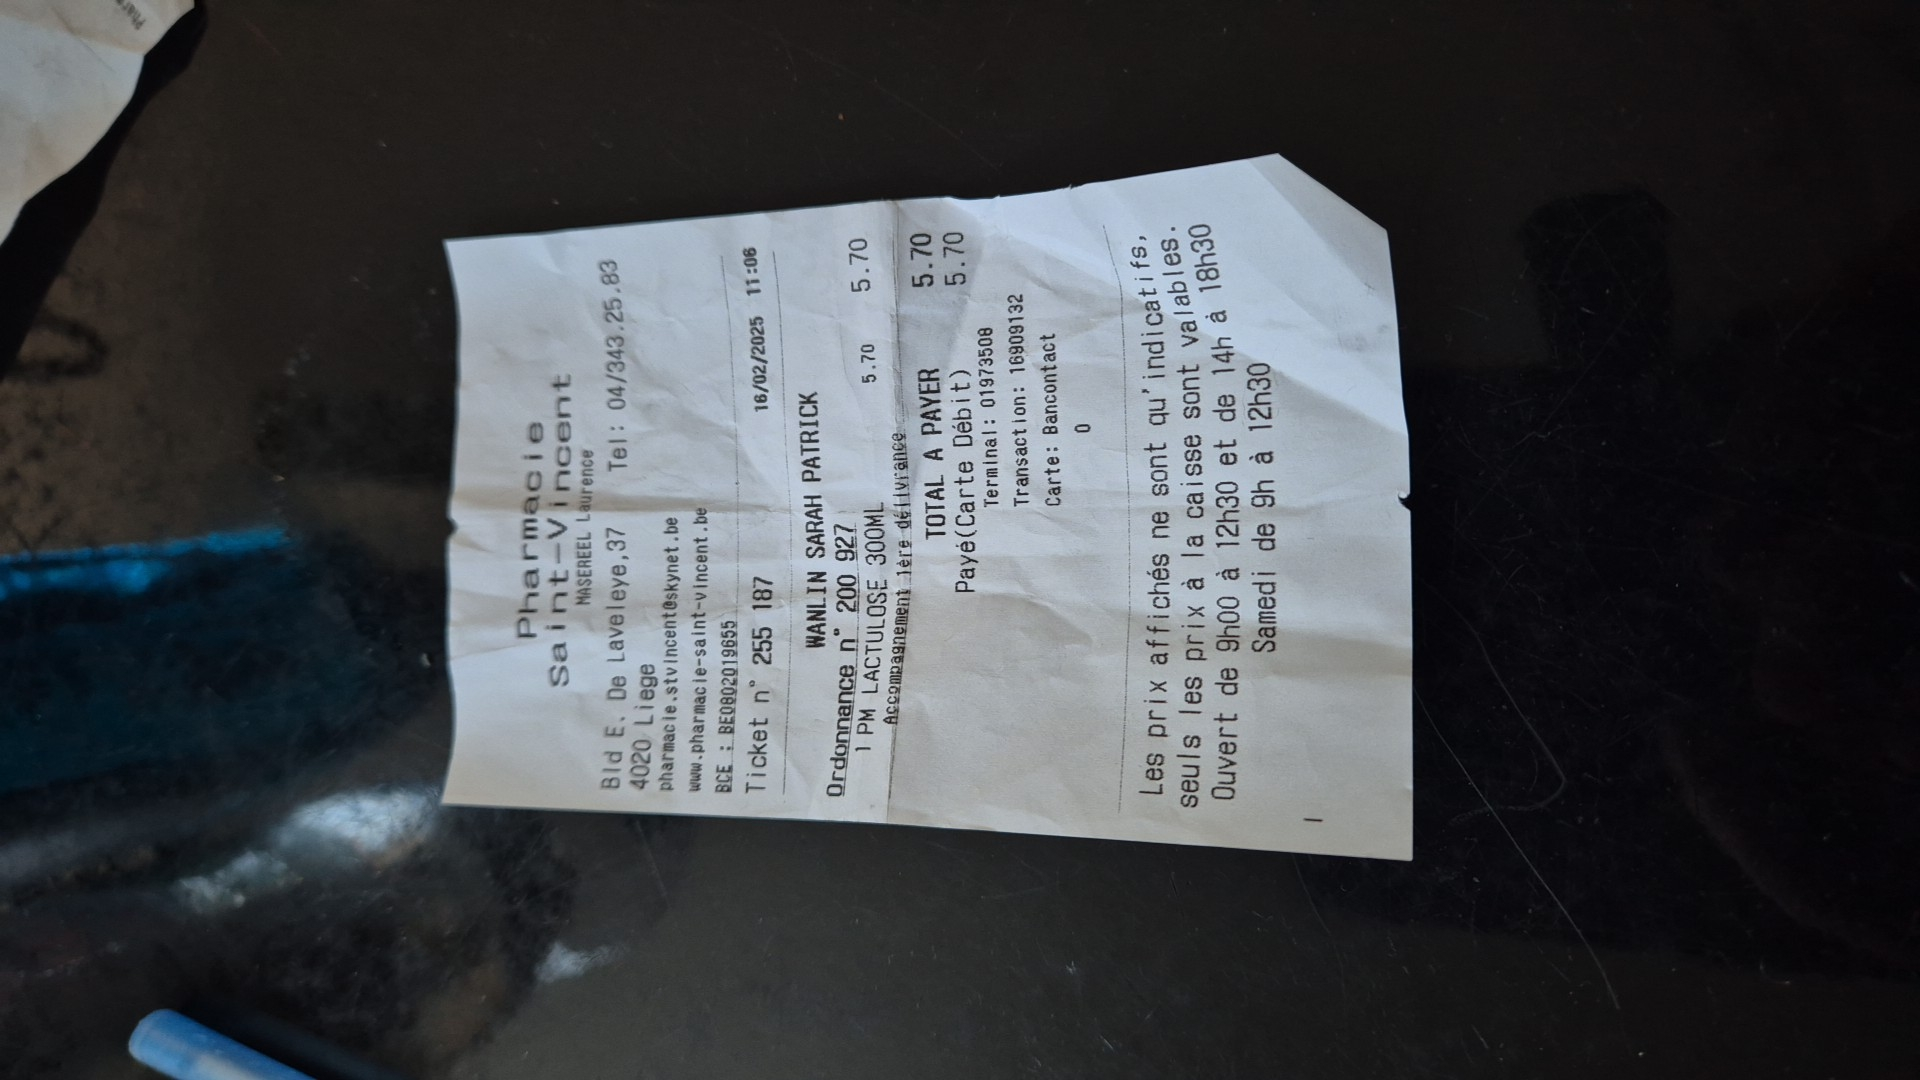 Pharmacie
Saint-Vincent
MASEREEL Laurence
Bld E. De Laveleye,37 Tel: 04/343.25.83
4020 Liege
pharmacie.stvincent@skynet.be
www.pharmacie-saint-vincent.be
BCE : BE0802019655
Ticket n° 255 187 16/02/2025 11:06
WANLIN SARAH PATRICK
Ordonnance n° 200 927
1 PM LACTULOSE 300ML 5.70 5.70
Accompagnement 1ère délivrance
TOTAL A PAYER 5.70
Payé(Carte Débit) 5.70
Terminal: 01973508
Transaction: 16909132
Carte: Bancontact
0
Les prix affichés ne sont qu'indicatifs,
seuls les prix à la caisse sont valables.
Ouvert de 9h00 à 12h30 et de 14h à 18h30
Samedi de 9h à 12h30